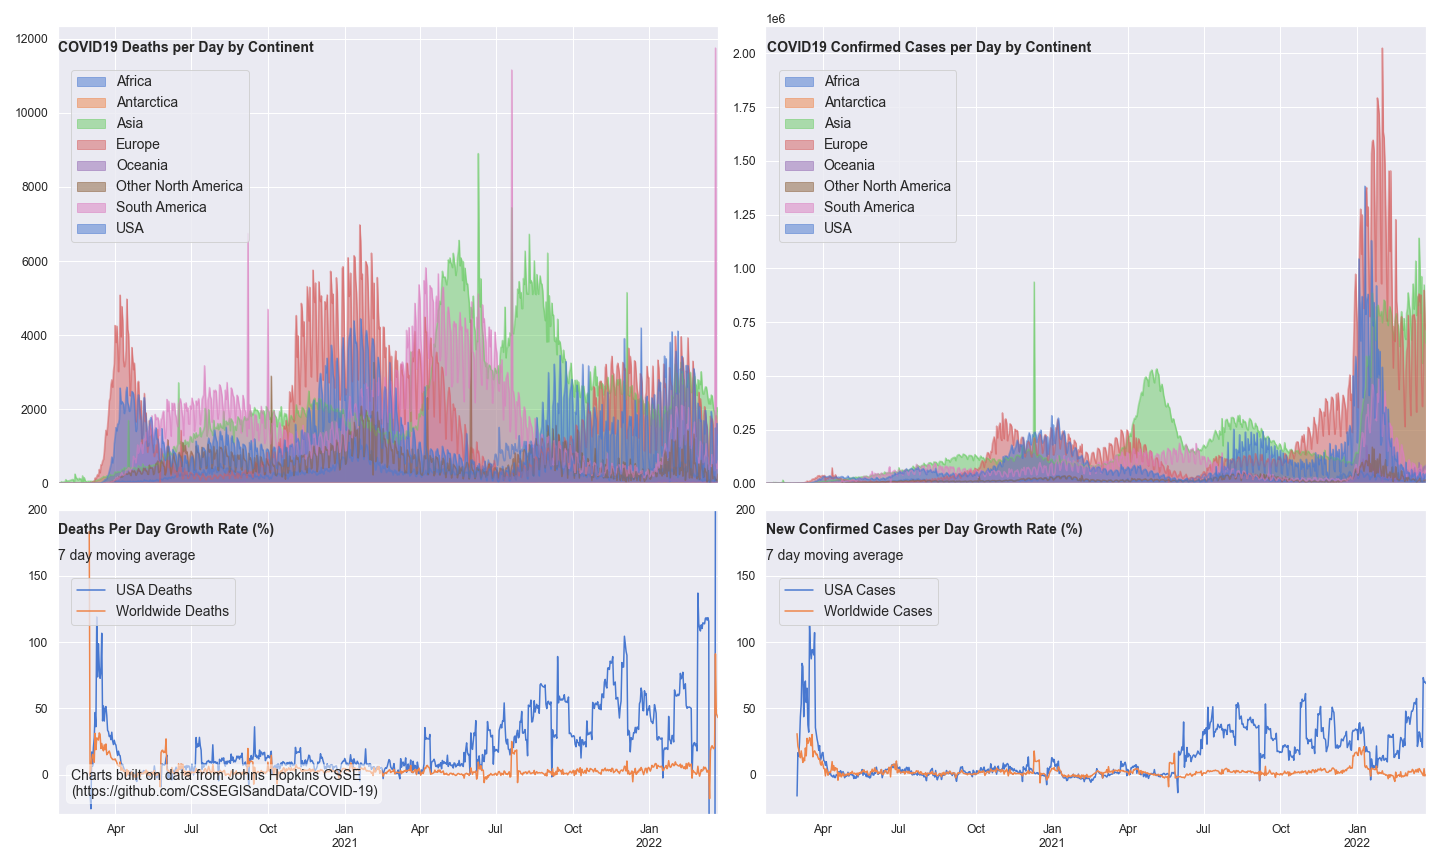 COVID19 Deaths per Day by Continent
12000
10000
8000
6000
4000
2000
0
Africa
Antarctica
Asia
Europe
Oceania
Other North America
South America
USA
1e6
COVID19 Confirmed Cases per Day by Continent
2.00
1.75
1.50
1.25
1.00
0.75
0.50
0.25
0.00
Africa
Antarctica
Asia
Europe
Oceania
Other North America
South America
USA
Deaths Per Day Growth Rate (%)
7 day moving average
200
150
100
50
0
USA Deaths
Worldwide Deaths
Charts built on data from Johns Hopkins CSSE
(https://github.com/CSSEGISandData/COVID-19)
Apr Jul Oct Jan Apr Jul Oct Jan
2021 2022
New Confirmed Cases per Day Growth Rate (%)
7 day moving average
200
150
100
50
0
USA Cases
Worldwide Cases
Apr Jul Oct Jan Apr Jul Oct Jan
2021 2022